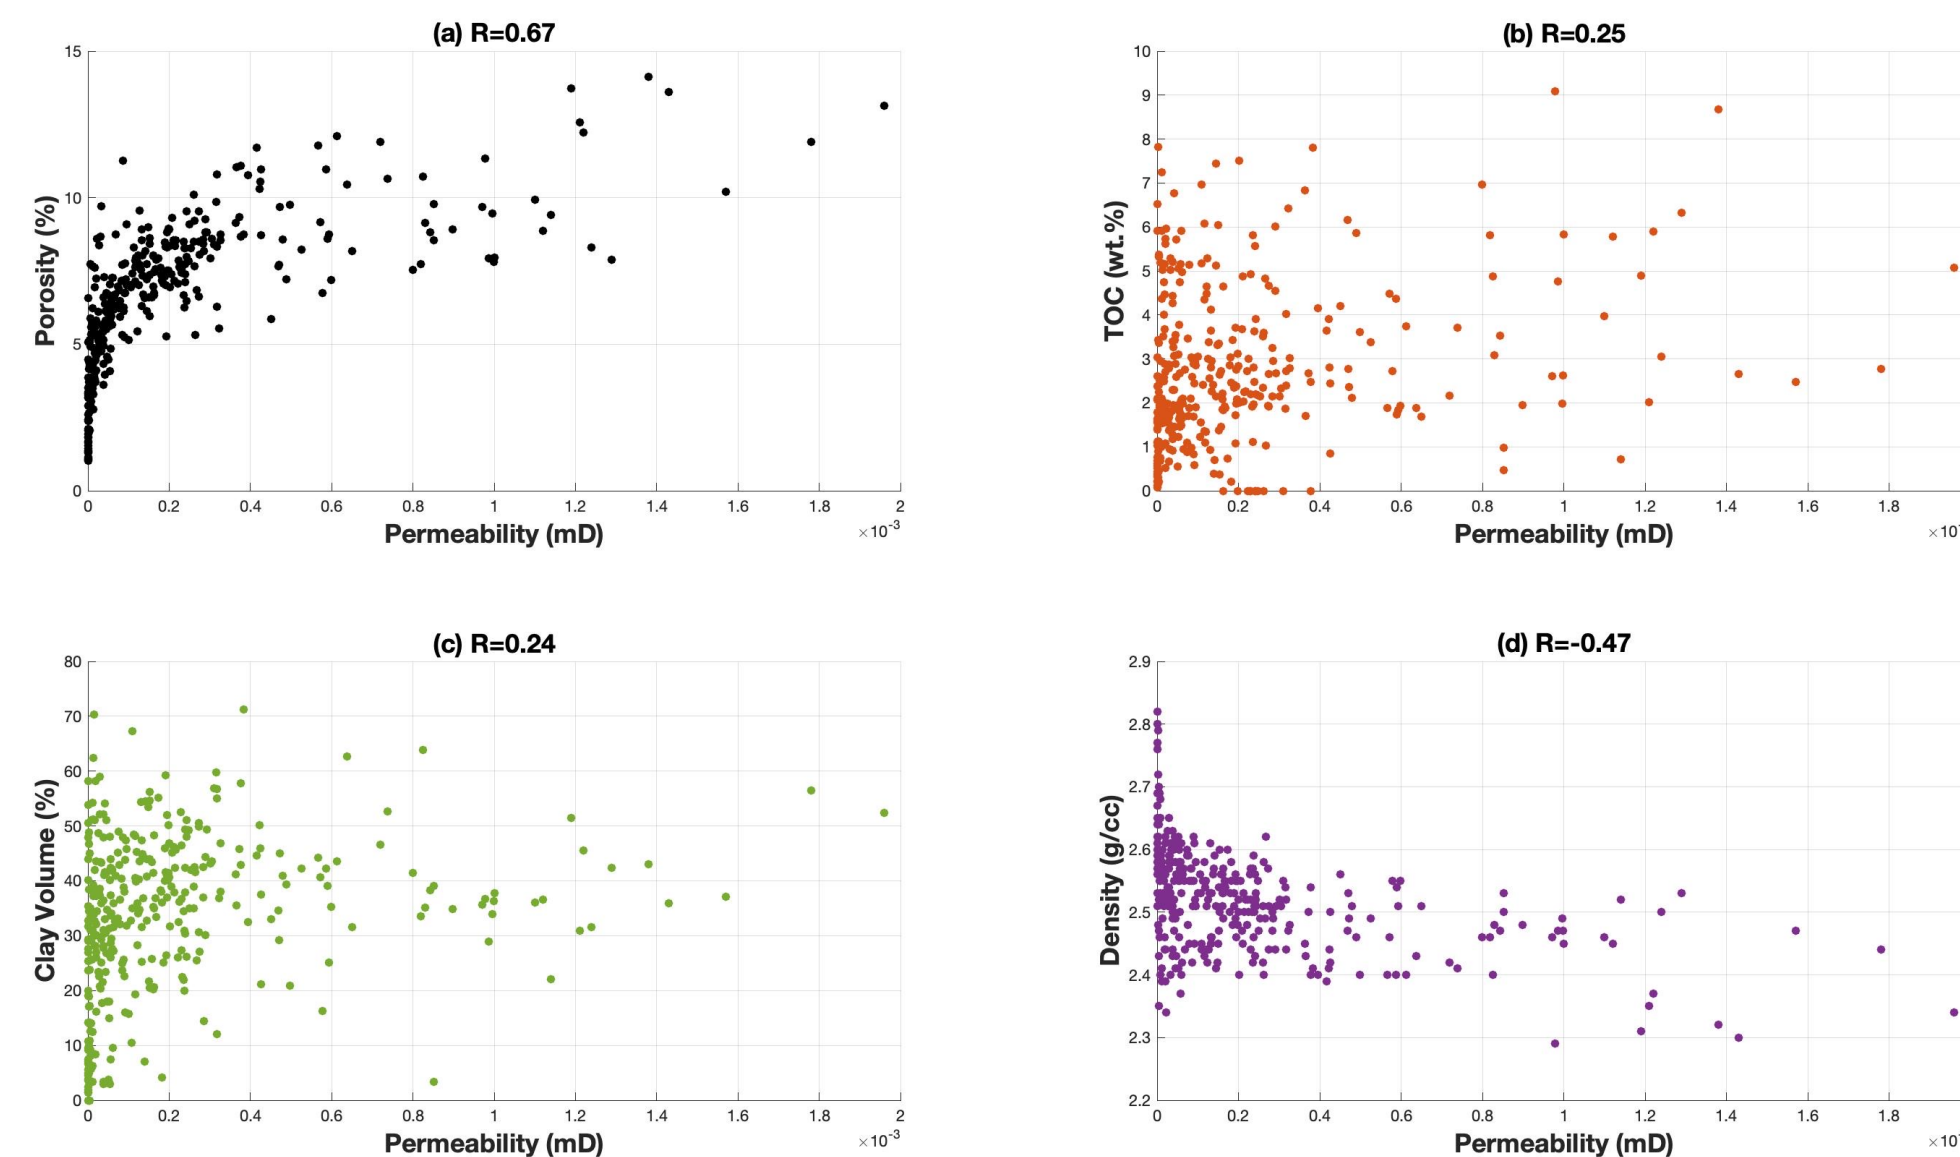 (a) R=0.67
15
10
5
0
Porosity (%)
0 0.2 0.4 0.6 0.8 1 1.2 1.4 1.6 1.8 2
Permeability (mD)
×10-3
(b) R=0.25
10
9
8
7
6
5
4
3
2
1
0
TOC (wt.%)
0 0.2 0.4 0.6 0.8 1 1.2 1.4 1.6 1.8
Permeability (mD)
×10
(c) R=0.24
80
70
60
50
40
30
20
10
0
Clay Volume (%)
0 0.2 0.4 0.6 0.8 1 1.2 1.4 1.6 1.8 2
Permeability (mD)
×10-3
(d) R=-0.47
2.9
2.8
2.7
2.6
2.5
2.4
2.3
2.2
Density (g/cc)
0 0.2 0.4 0.6 0.8 1 1.2 1.4 1.6 1.8
Permeability (mD)
×10